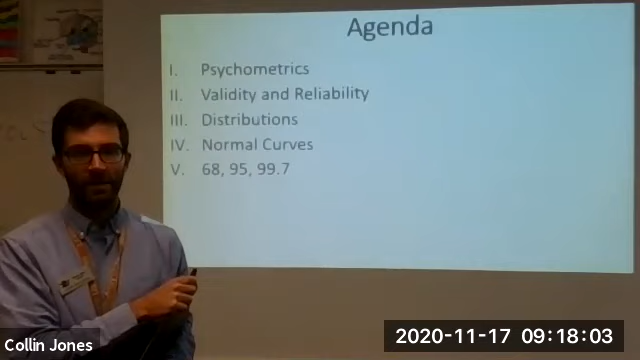 Agenda
I. Psychometrics
II. Validity and Reliability
III. Distributions
IV. Normal Curves
V. 68, 95, 99.7
Collin Jones
2020-11-17 09:18:03